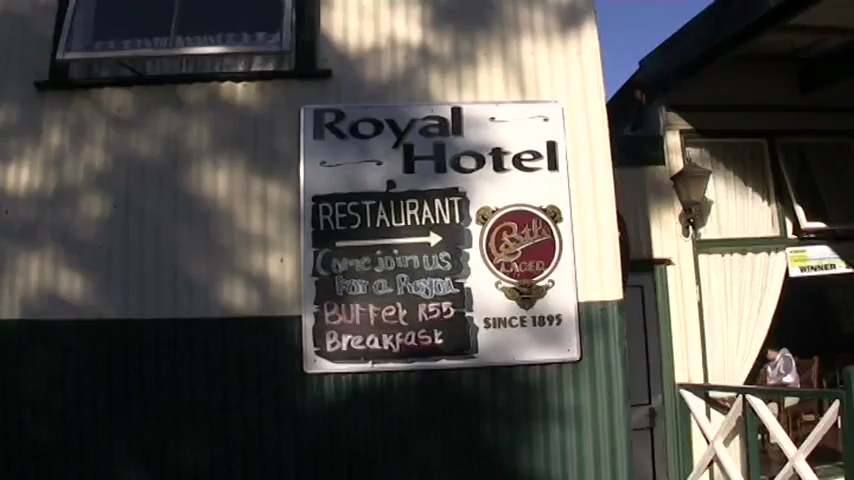 Royal
Hotel
RESTAURANT
Come join us
For a Royal
Buffet R55
Breakfast
Castle
LAGER
SINCE 1895
WINNER